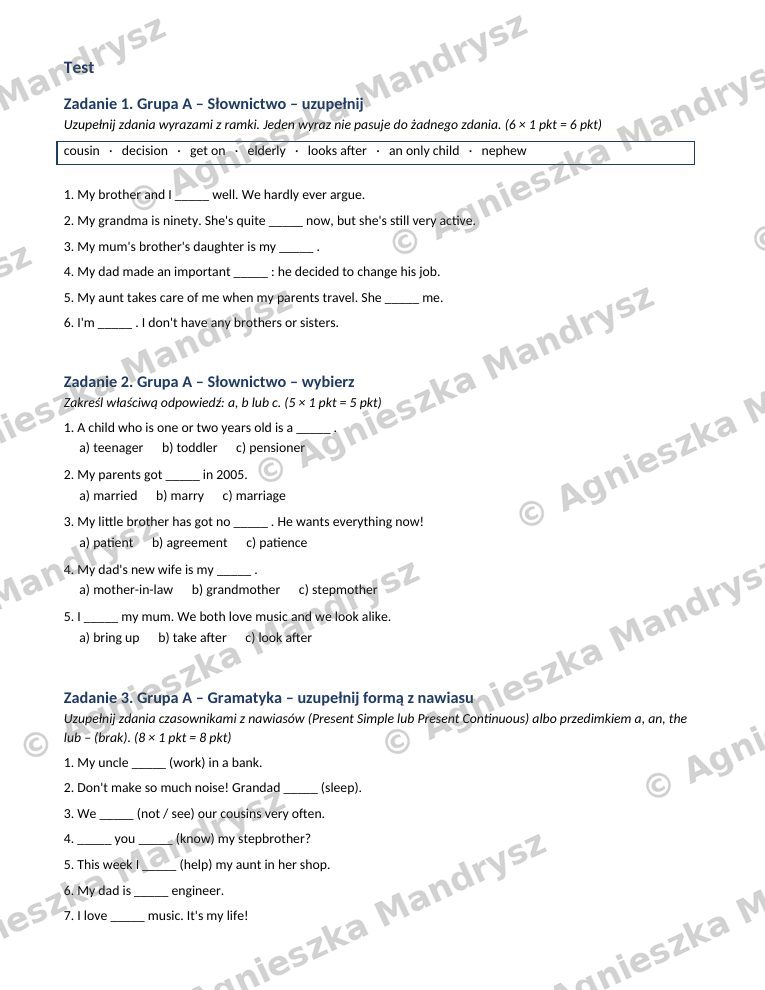 Test
Zadanie 1. Grupa A – Słownictwo – uzupełnij
Uzupełnij zdania wyrazami z ramki. Jeden wyraz nie pasuje do żadnego zdania. (6 × 1 pkt = 6 pkt)
cousin · decision · get on · elderly · looks after · an only child · nephew
1. My brother and I _____ well. We hardly ever argue.
2. My grandma is ninety. She's quite _____ now, but she's still very active.
3. My mum's brother's daughter is my _____ .
4. My dad made an important _____ : he decided to change his job.
5. My aunt takes care of me when my parents travel. She _____ me.
6. I'm _____ . I don't have any brothers or sisters.
Zadanie 2. Grupa A – Słownictwo – wybierz
Zakreśl właściwą odpowiedź: a, b lub c. (5 × 1 pkt = 5 pkt)
1. A child who is one or two years old is a _____ .
a) teenager b) toddler c) pensioner
2. My parents got _____ in 2005.
a) married b) marry c) marriage
3. My little brother has got no _____ . He wants everything now!
a) patient b) agreement c) patience
4. My dad's new wife is my _____ .
a) mother-in-law b) grandmother c) stepmother
5. I _____ my mum. We both love music and we look alike.
a) bring up b) take after c) look after
Zadanie 3. Grupa A – Gramatyka – uzupełnij formą z nawiasu
Uzupełnij zdania czasownikami z nawiasów (Present Simple lub Present Continuous) albo przedimkiem a, an, the
lub – (brak). (8 × 1 pkt = 8 pkt)
1. My uncle _____ (work) in a bank.
2. Don't make so much noise! Grandad _____ (sleep).
3. We _____ (not / see) our cousins very often.
4. _____ you _____ (know) my stepbrother?
5. This week I _____ (help) my aunt in her shop.
6. My dad is _____ engineer.
7. I love _____ music. It's my life!
© Agnieszka Mandrysz